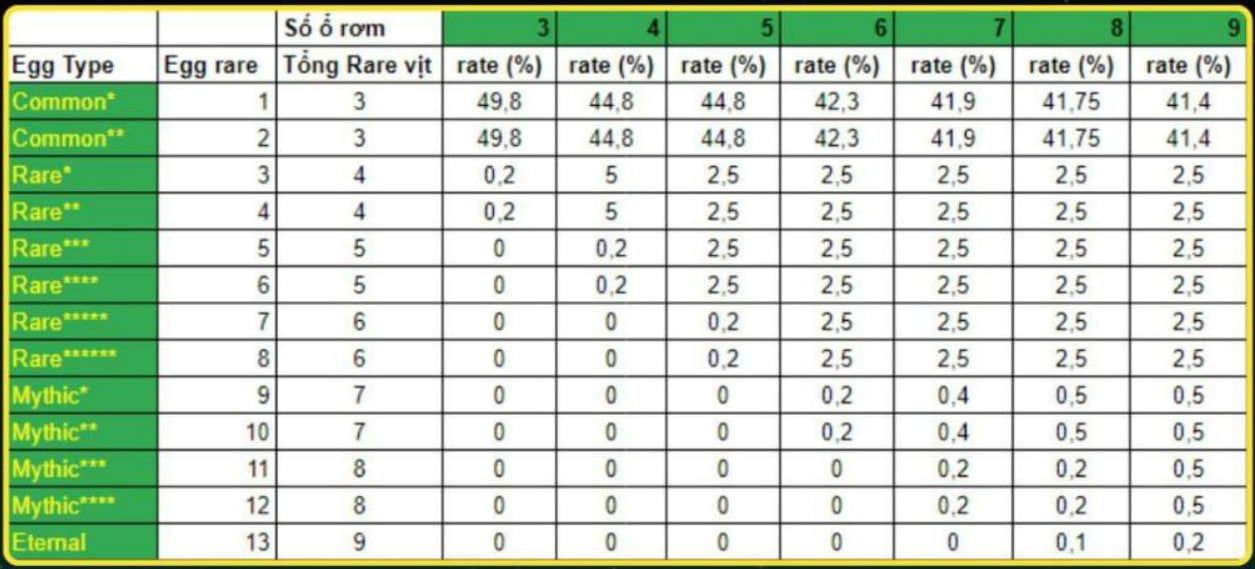 Số ổ rơm 3 4 5 6 7 8 9
Egg Type Egg rare Tổng Rare vịt rate (%) rate (%) rate (%) rate (%) rate (%) rate (%) rate (%)
Common* 1 3 49,8 44,8 44,8 42,3 41,9 41,75 41,4
Common** 2 3 49,8 44,8 44,8 42,3 41,9 41,75 41,4
Rare* 3 4 0,2 5 2,5 2,5 2,5 2,5 2,5
Rare** 4 4 0,2 5 2,5 2,5 2,5 2,5 2,5
Rare*** 5 5 0 0,2 2,5 2,5 2,5 2,5 2,5
Rare**** 6 5 0 0,2 2,5 2,5 2,5 2,5 2,5
Rare***** 7 6 0 0 0,2 2,5 2,5 2,5 2,5
Rare****** 8 6 0 0 0,2 2,5 2,5 2,5 2,5
Mythic* 9 7 0 0 0 0,2 0,4 0,5 0,5
Mythic** 10 7 0 0 0 0,2 0,4 0,5 0,5
Mythic*** 11 8 0 0 0 0 0,2 0,2 0,5
Mythic**** 12 8 0 0 0 0 0,2 0,2 0,5
Eternal 13 9 0 0 0 0 0 0,1 0,2